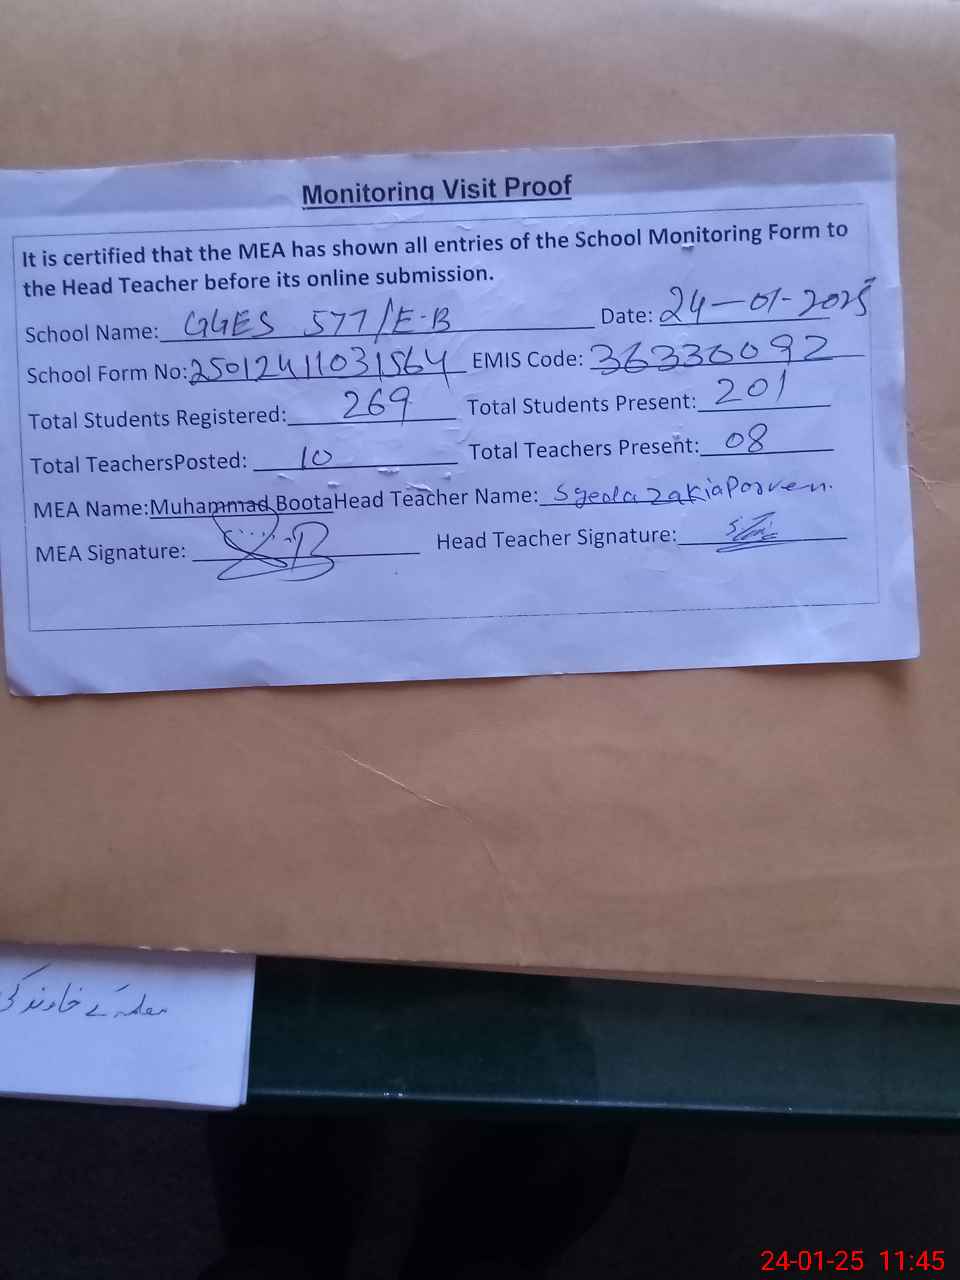 Monitoring Visit Proof
It is certified that the MEA has shown all entries of the School Monitoring Form to
the Head Teacher before its online submission.
School Name: GGES 577/E-B Date: 24-01-2025
School Form No: 25012411031564 EMIS Code: 36330092
Total Students Registered: 269 Total Students Present: 201
Total TeachersPosted: 10 Total Teachers Present: 08
MEA Name: Muhammad Boota Head Teacher Name: Syeda Zakia Parveen.
MEA Signature: Head Teacher Signature:
معلمہ کے خاوند کی
24-01-25 11:45